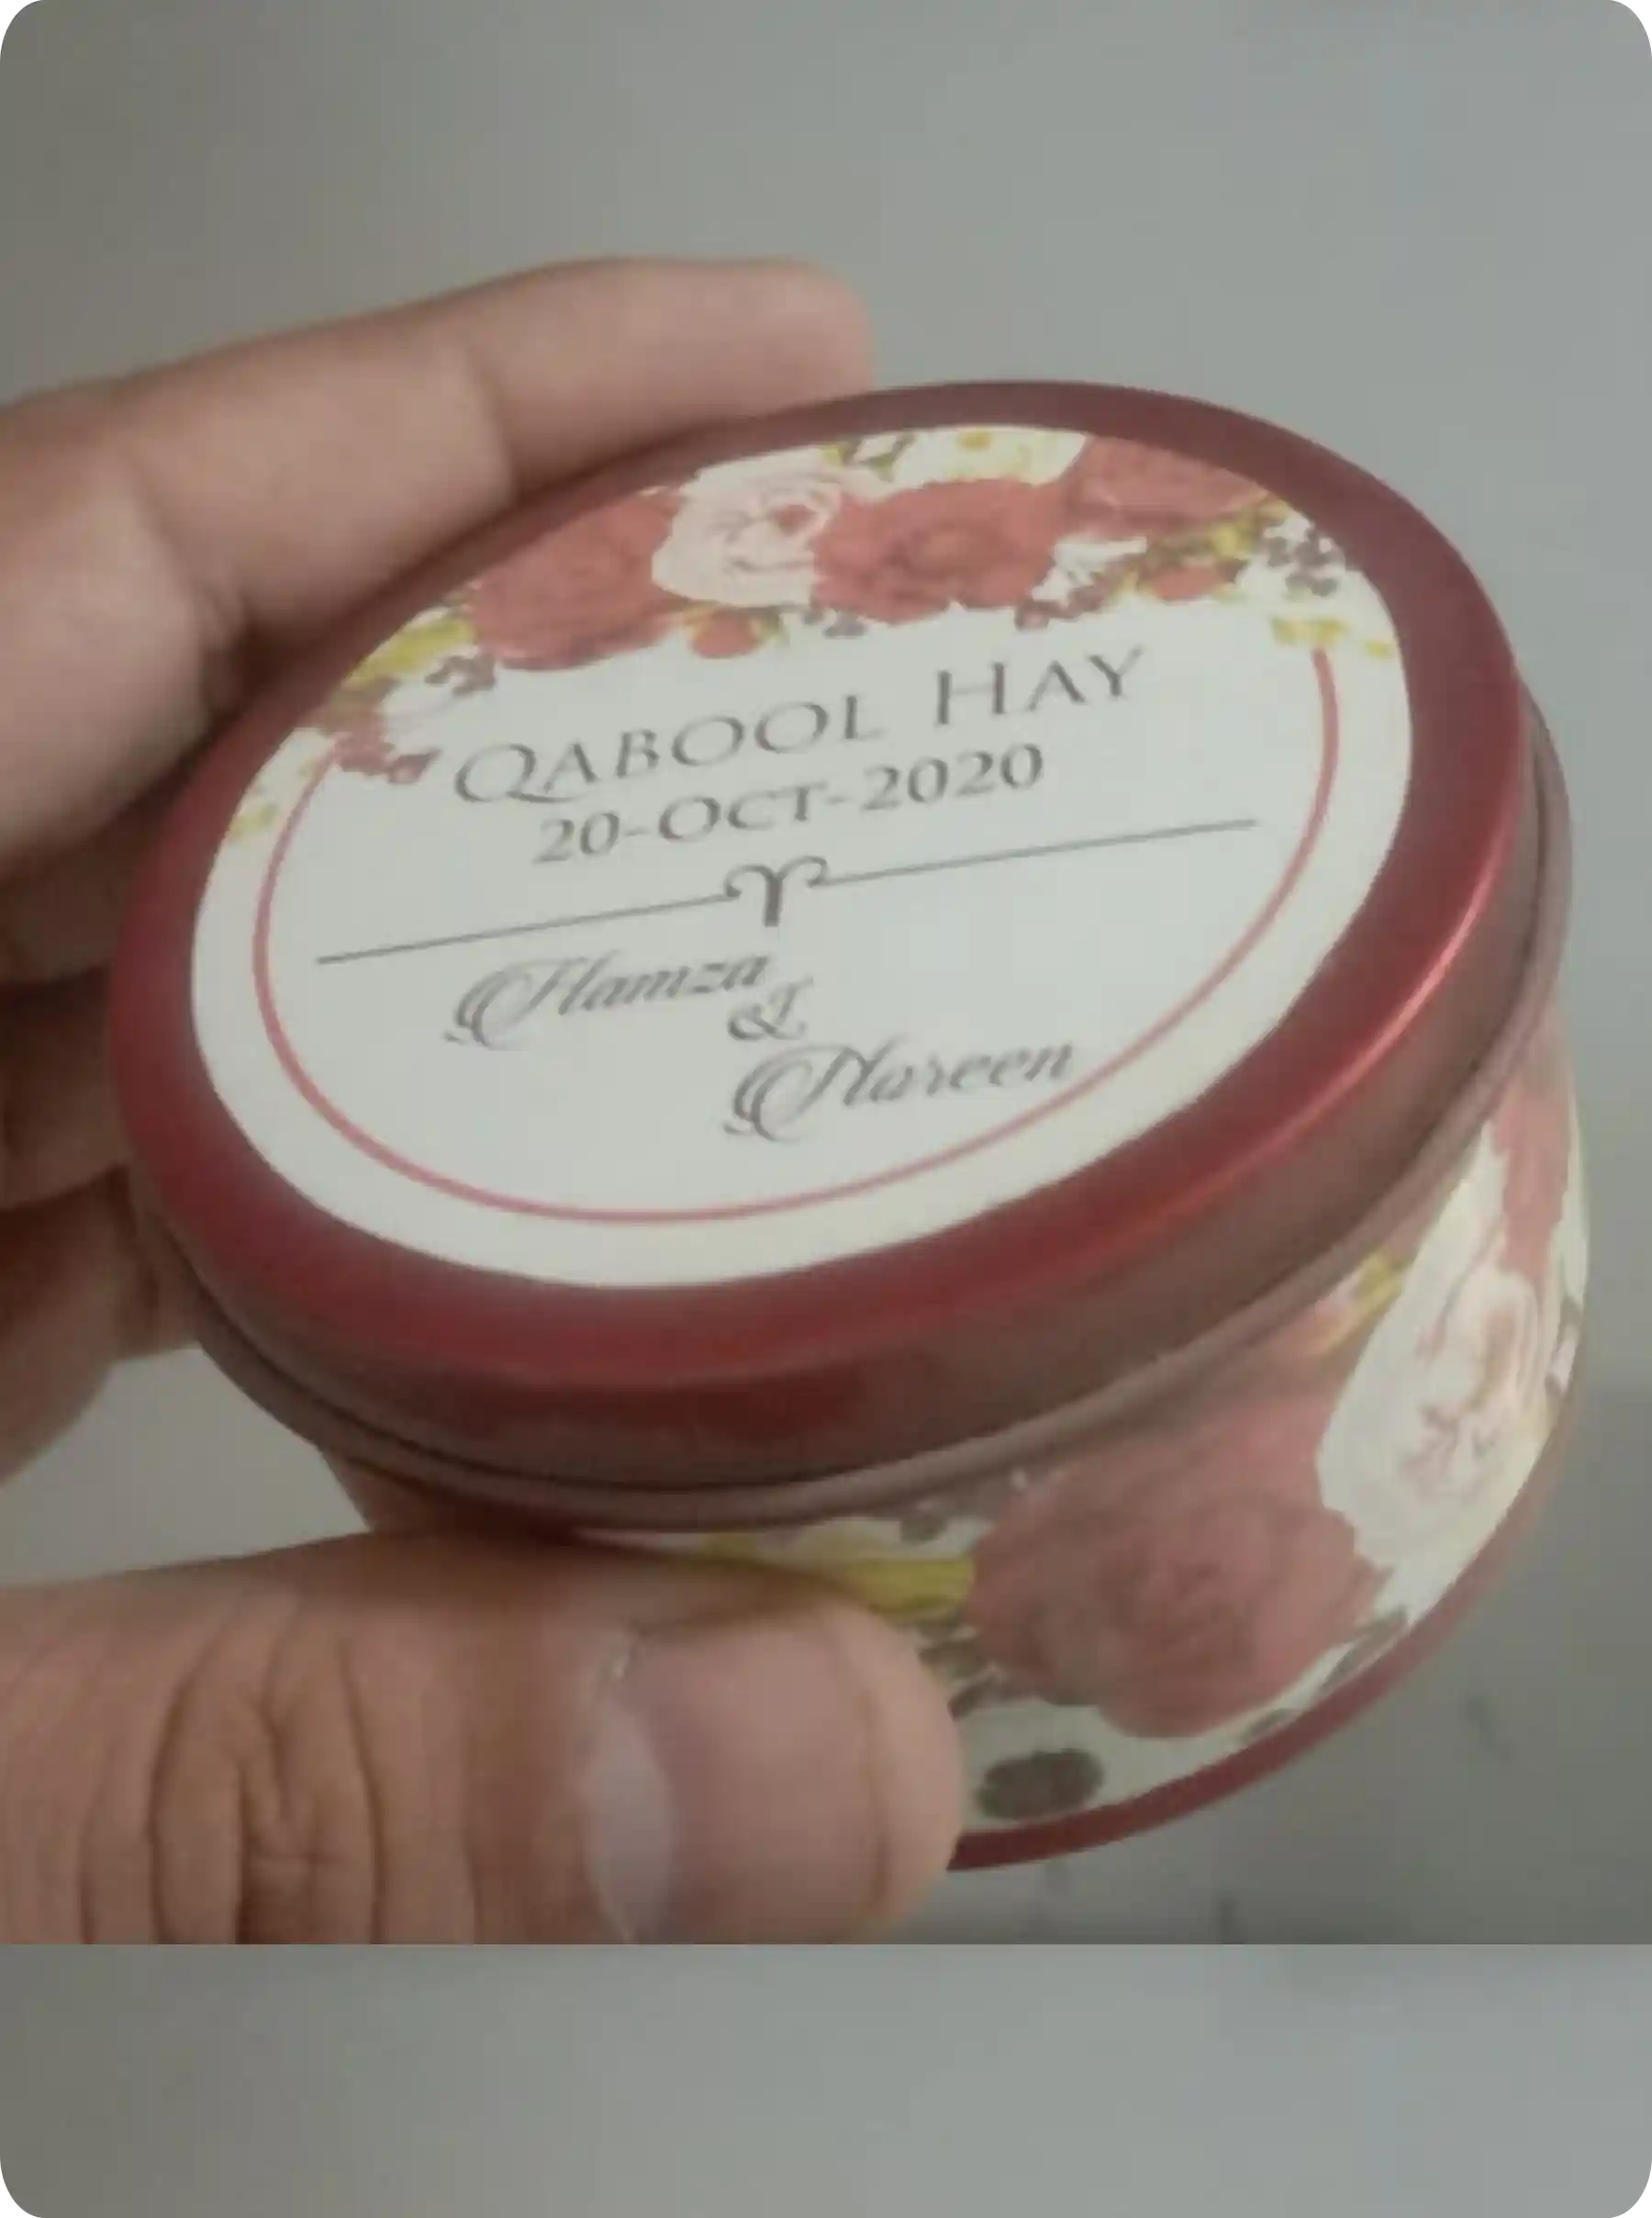 QABOOL HAY
20-OCT-2020
Hamza
&
Nareen